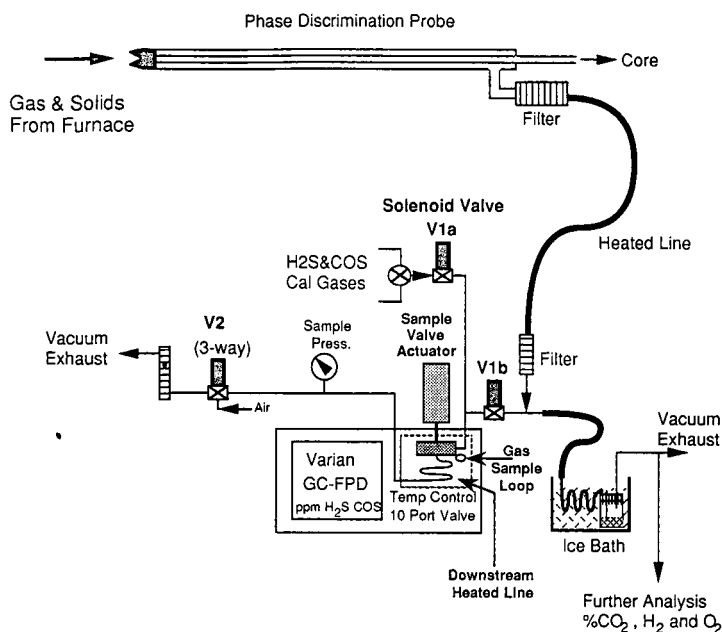 Phase Discrimination Probe
Core
Gas & Solids
From Furnace
Filter
Solenoid Valve
V1a
Heated Line
H2S&COS
Cal Gases
Sample
Valve
Actuator
Sample
Press.
V2
(3-way)
Vacuum
Exhaust
V1b
Filter
Air
Vacuum
Exhaust
Gas
Sample
Loop
Varian
GC-FPD
ppm H₂S COS
Temp Control
10 Port Valve
Ice Bath
Downstream
Heated Line
Further Analysis
%CO₂, H₂ and O₂